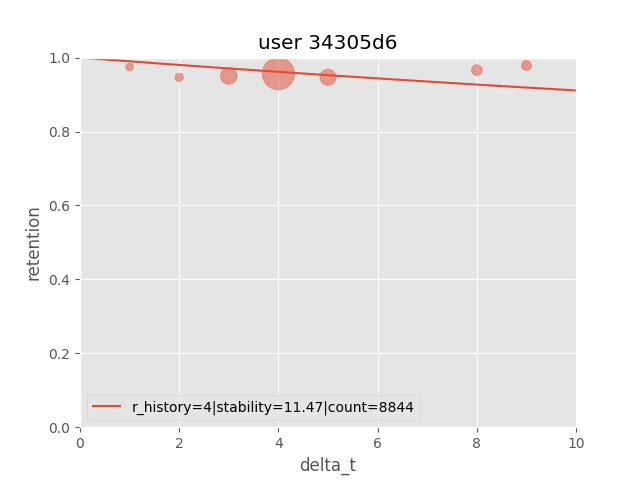 user 34305d6
1.0
0.8
0.6
0.4
0.2
0.0
retention
r_history=4|stability=11.47|count=8844
0 2 4 6 8 10
delta_t